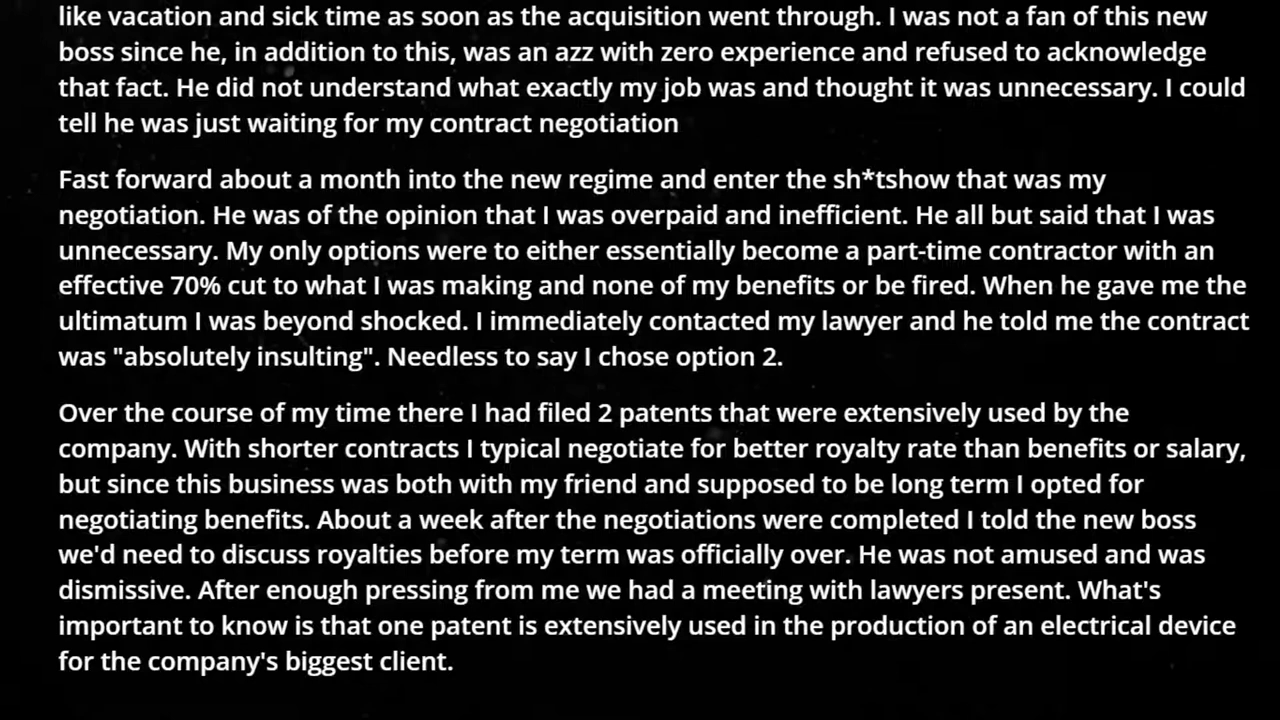 like vacation and sick time as soon as the acquisition went through. I was not a fan of this new
boss since he, in addition to this, was an azz with zero experience and refused to acknowledge
that fact. He did not understand what exactly my job was and thought it was unnecessary. I could
tell he was just waiting for my contract negotiation
Fast forward about a month into the new regime and enter the sh*tshow that was my
negotiation. He was of the opinion that I was overpaid and inefficient. He all but said that I was
unnecessary. My only options were to either essentially become a part-time contractor with an
effective 70% cut to what I was making and none of my benefits or be fired. When he gave me the
ultimatum I was beyond shocked. I immediately contacted my lawyer and he told me the contract
was "absolutely insulting". Needless to say I chose option 2.
Over the course of my time there I had filed 2 patents that were extensively used by the
company. With shorter contracts I typical negotiate for better royalty rate than benefits or salary,
but since this business was both with my friend and supposed to be long term I opted for
negotiating benefits. About a week after the negotiations were completed I told the new boss
we'd need to discuss royalties before my term was officially over. He was not amused and was
dismissive. After enough pressing from me we had a meeting with lawyers present. What's
important to know is that one patent is extensively used in the production of an electrical device
for the company's biggest client.